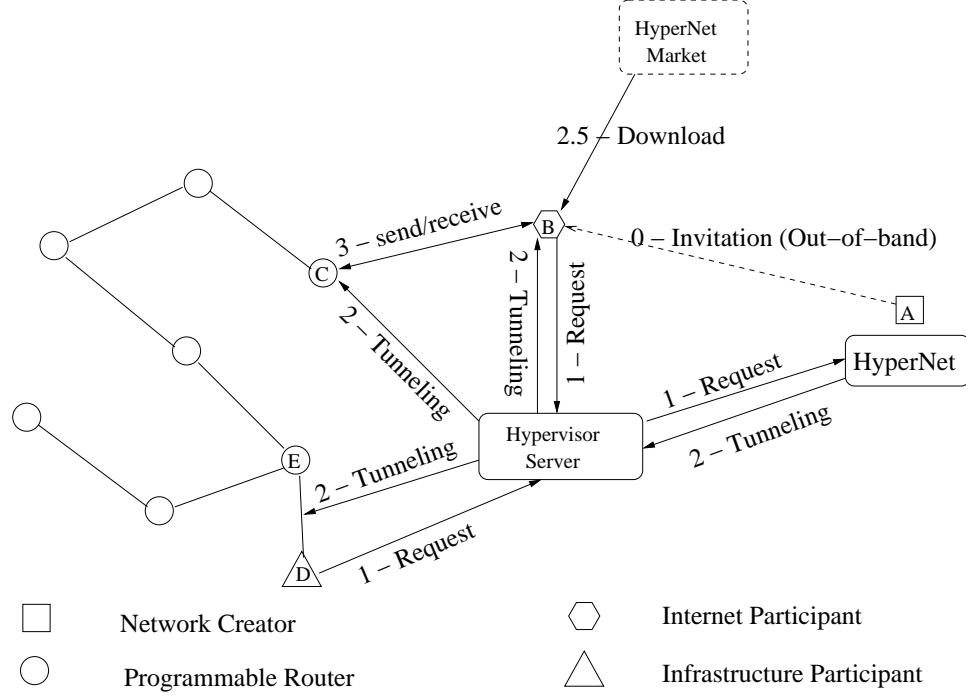 HyperNet
Market
2.5 – Download
3 – send/receive
B
0 – Invitation (Out–of–band)
C
A
2 – Tunneling
2 – Tunneling
1 – Request
1 – Request
HyperNet
2 – Tunneling
Hypervisor
Server
E
2 – Tunneling
D
1 – Request
Network Creator
Internet Participant
Programmable Router
Infrastructure Participant